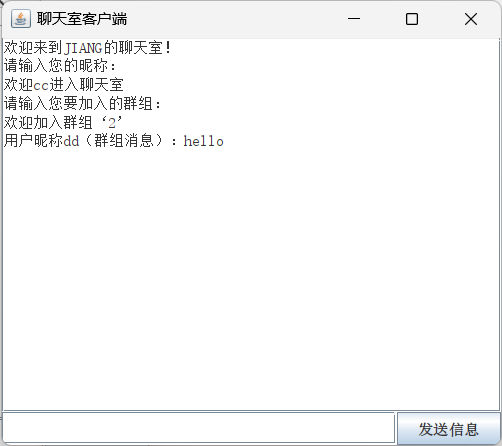 聊天室客户端
欢迎来到JIANG的聊天室!
请输入您的昵称:
欢迎cc进入聊天室
请输入您要加入的群组:
欢迎加入群组‘2’
用户昵称dd（群组消息）：hello
发送信息